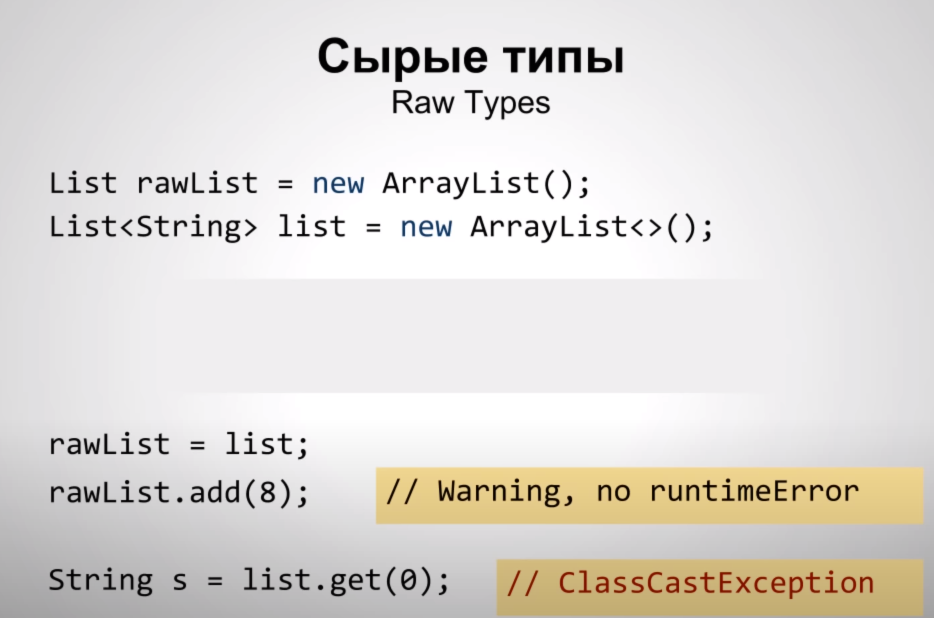 Сырые типы
Raw Types
List rawList = new ArrayList();
List<String> list = new ArrayList<>();
rawList = list;
rawList.add(8); // Warning, no runtimeError
String s = list.get(0); // ClassCastException